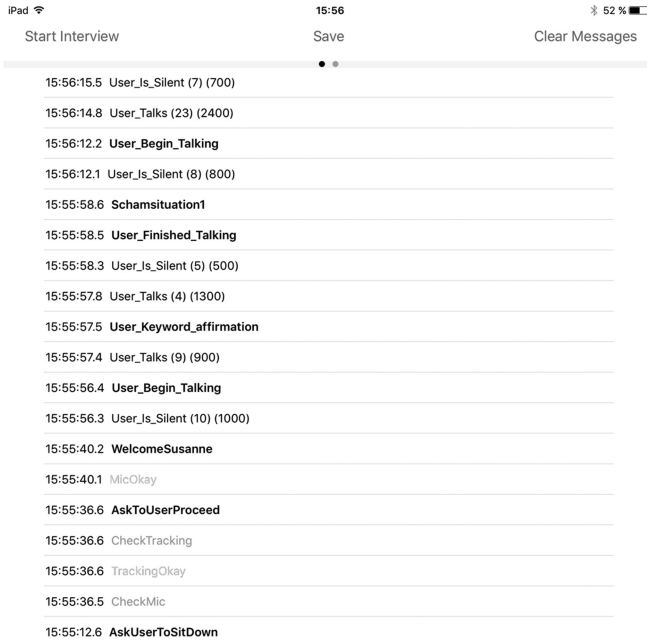 iPad 15:56 52 %
Start Interview Save Clear Messages
15:56:15.5 User_Is_Silent (7) (700)
15:56:14.8 User_Talks (23) (2400)
15:56:12.2 User_Begin_Talking
15:56:12.1 User_Is_Silent (8) (800)
15:55:58.6 Schamsituation1
15:55:58.5 User_Finished_Talking
15:55:58.3 User_Is_Silent (5) (500)
15:55:57.8 User_Talks (4) (1300)
15:55:57.5 User_Keyword_affirmation
15:55:57.4 User_Talks (9) (900)
15:55:56.4 User_Begin_Talking
15:55:56.3 User_Is_Silent (10) (1000)
15:55:40.2 WelcomeSusanne
15:55:40.1 MicOkay
15:55:36.6 AskToUserProceed
15:55:36.6 CheckTracking
15:55:36.6 TrackingOkay
15:55:36.5 CheckMic
15:55:12.6 AskUserToSitDown